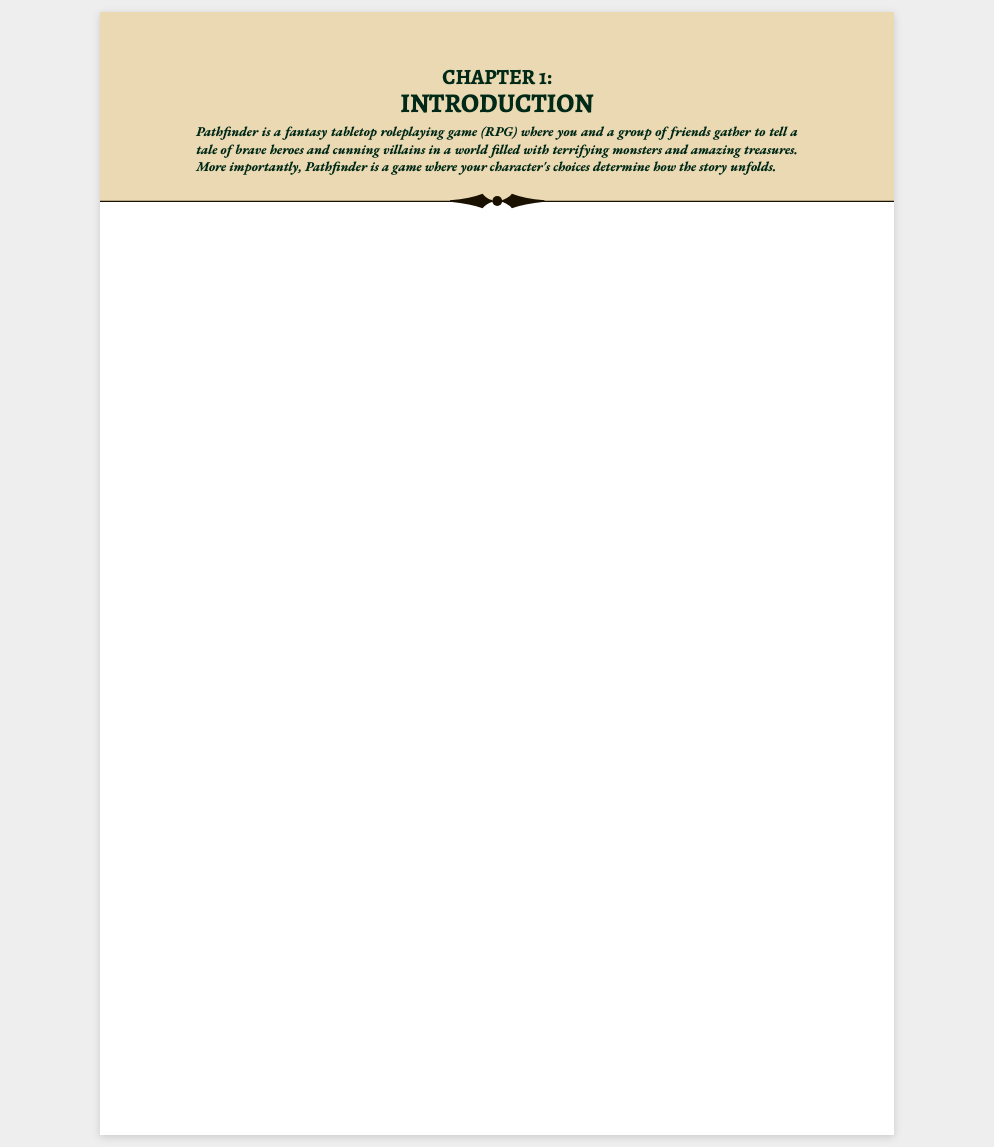 CHAPTER 1:
INTRODUCTION
Pathfinder is a fantasy tabletop roleplaying game (RPG) where you and a group of friends gather to tell a
tale of brave heroes and cunning villains in a world filled with terrifying monsters and amazing treasures.
More importantly, Pathfinder is a game where your character's choices determine how the story unfolds.